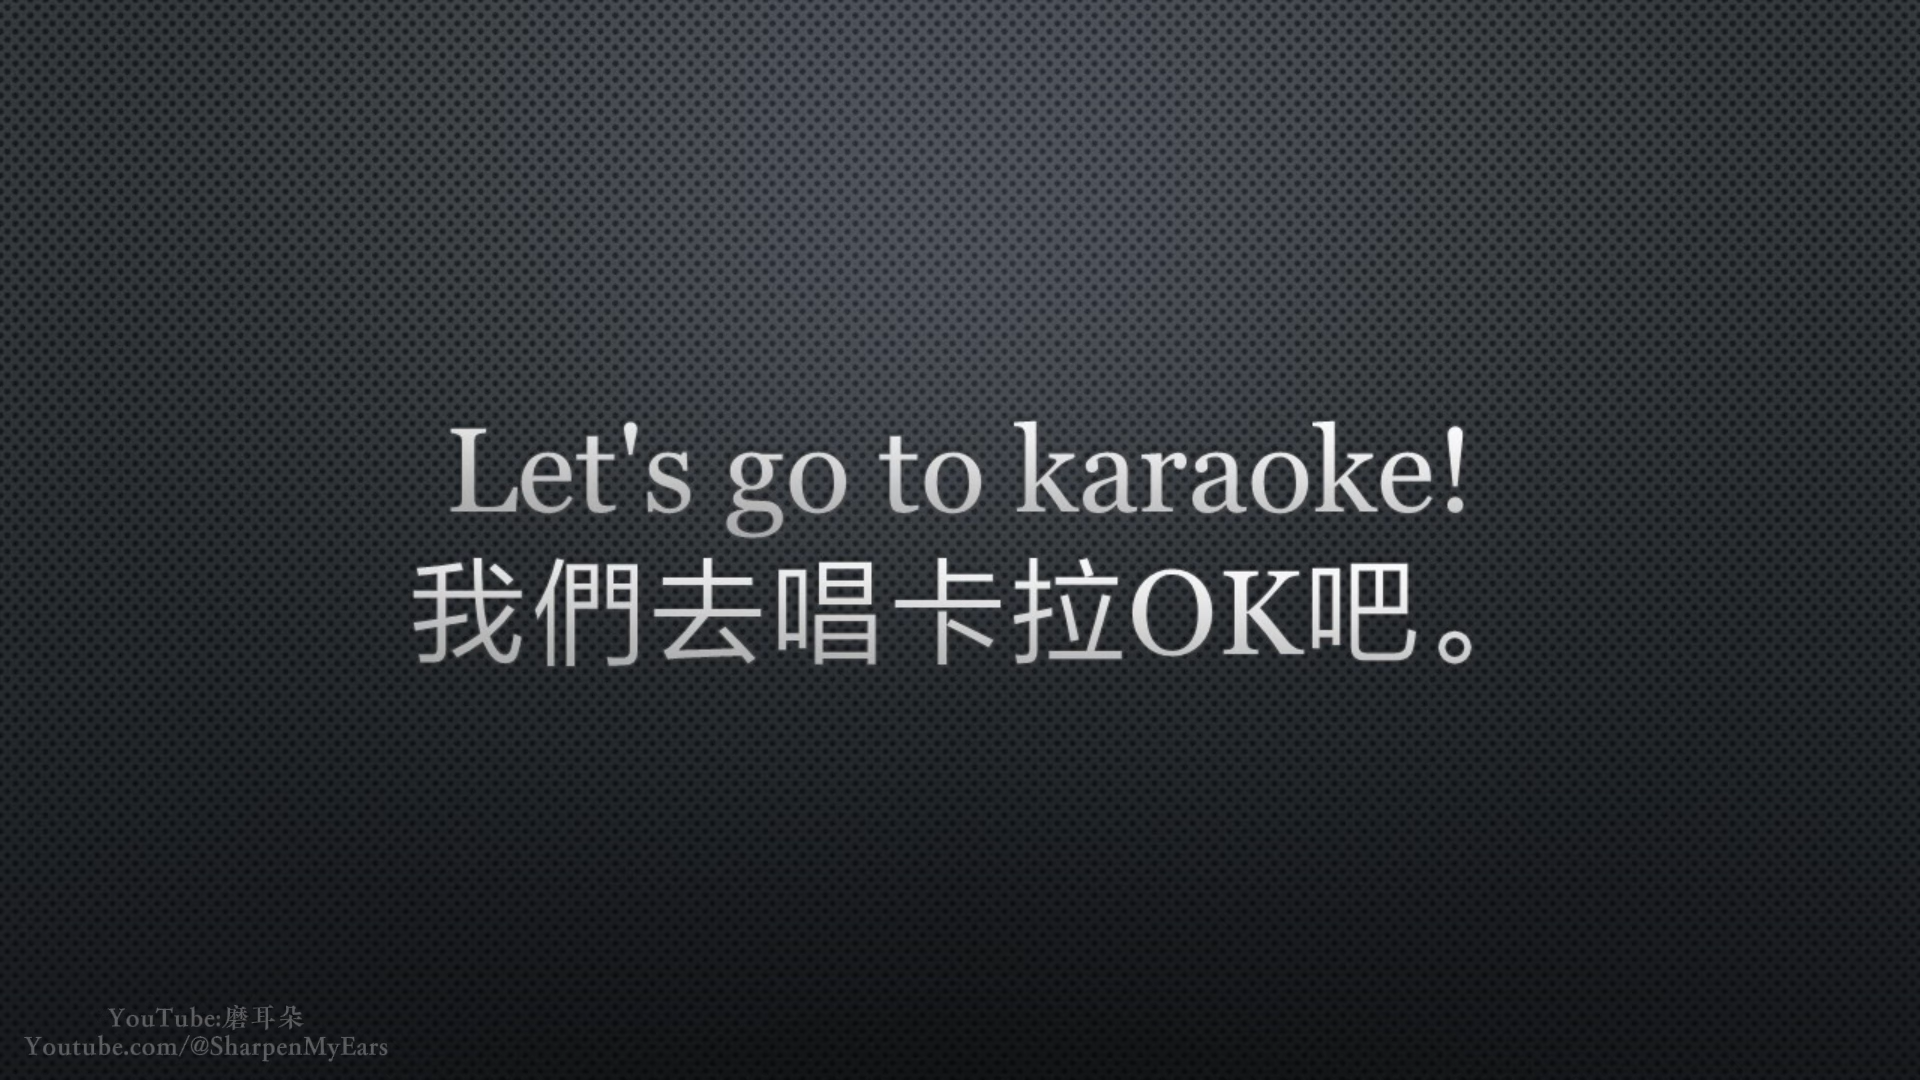 Let's go to karaoke!
我們去唱卡拉OK吧。
YouTube:磨耳朵
Youtube.com/@SharpenMyEars